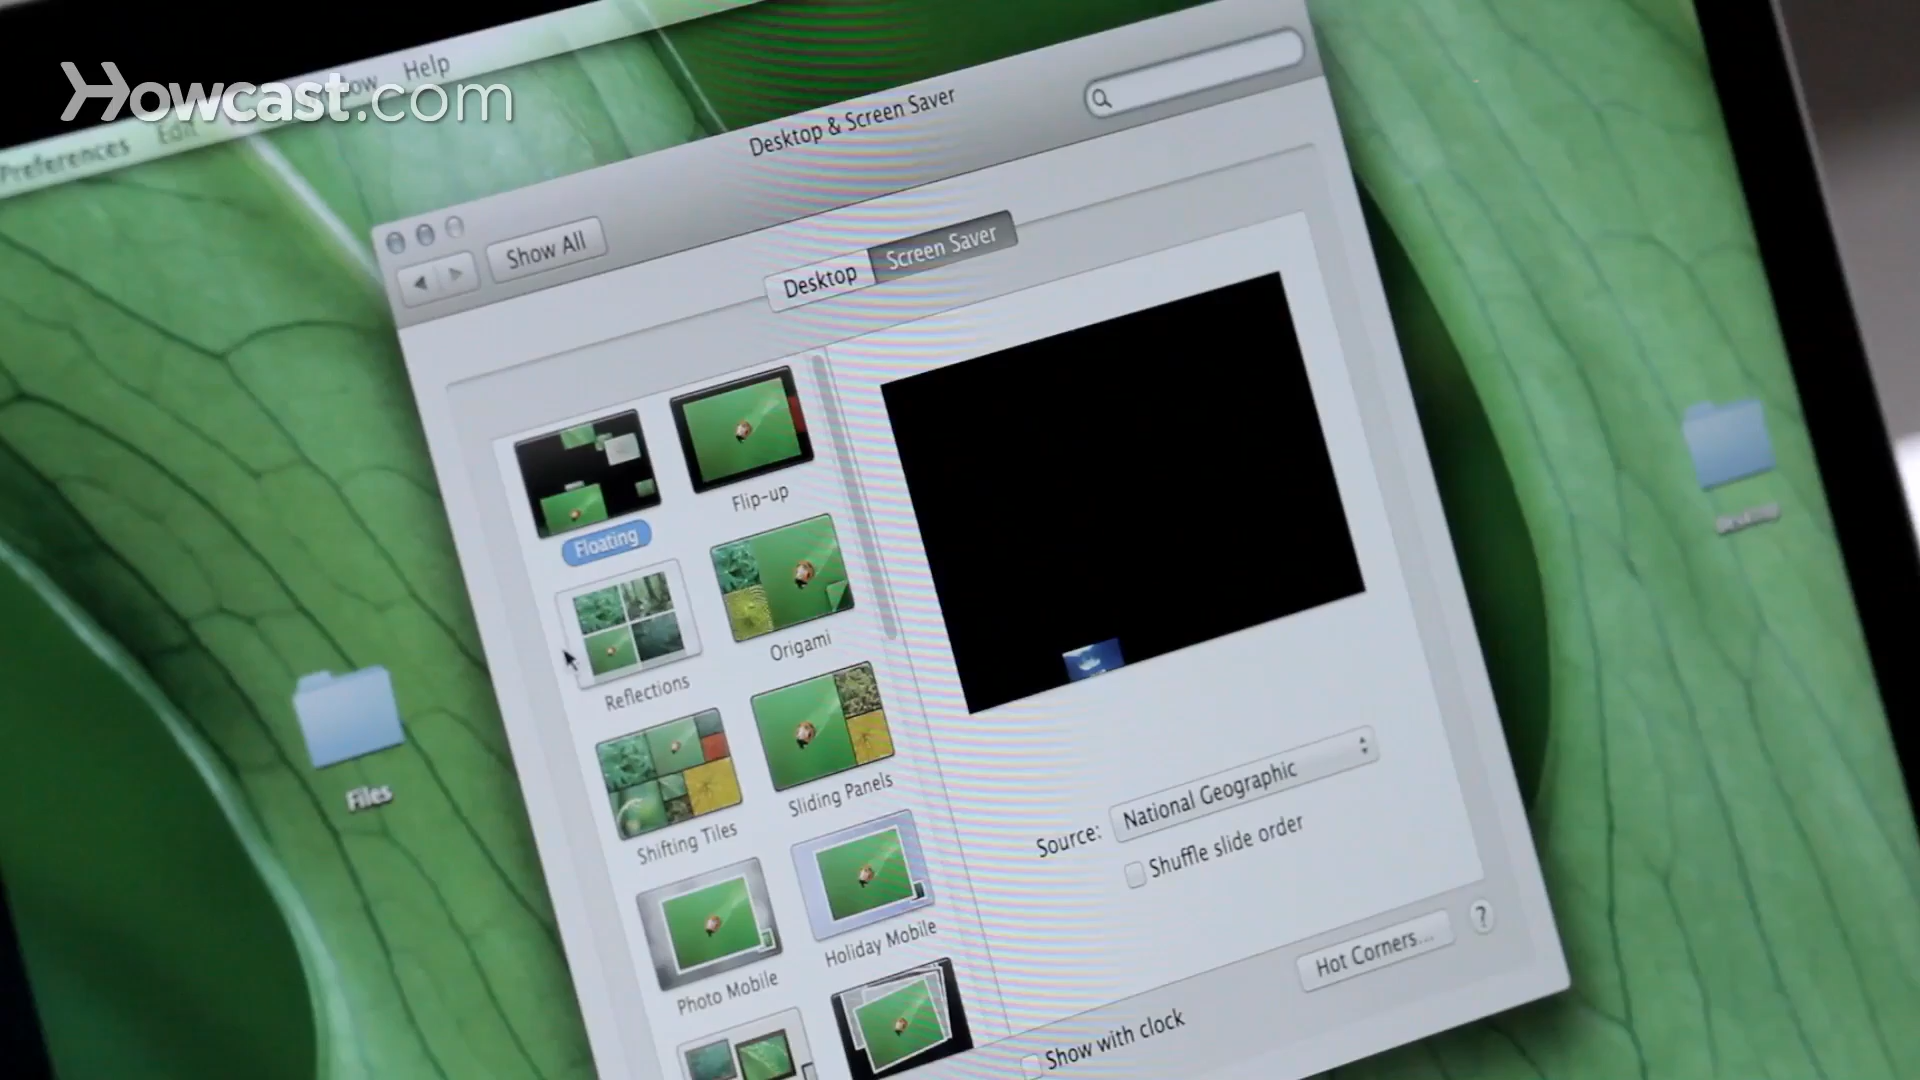 Howcast.com
Preferences Edit Help
Desktop & Screen Saver
Show All
Desktop Screen Saver
Floating
Flip-up
Reflections
Origami
Shifting Tiles
Sliding Panels
Photo Mobile
Holiday Mobile
Source: National Geographic
Shuffle slide order
Hot Corners... ?
Show with clock
Files